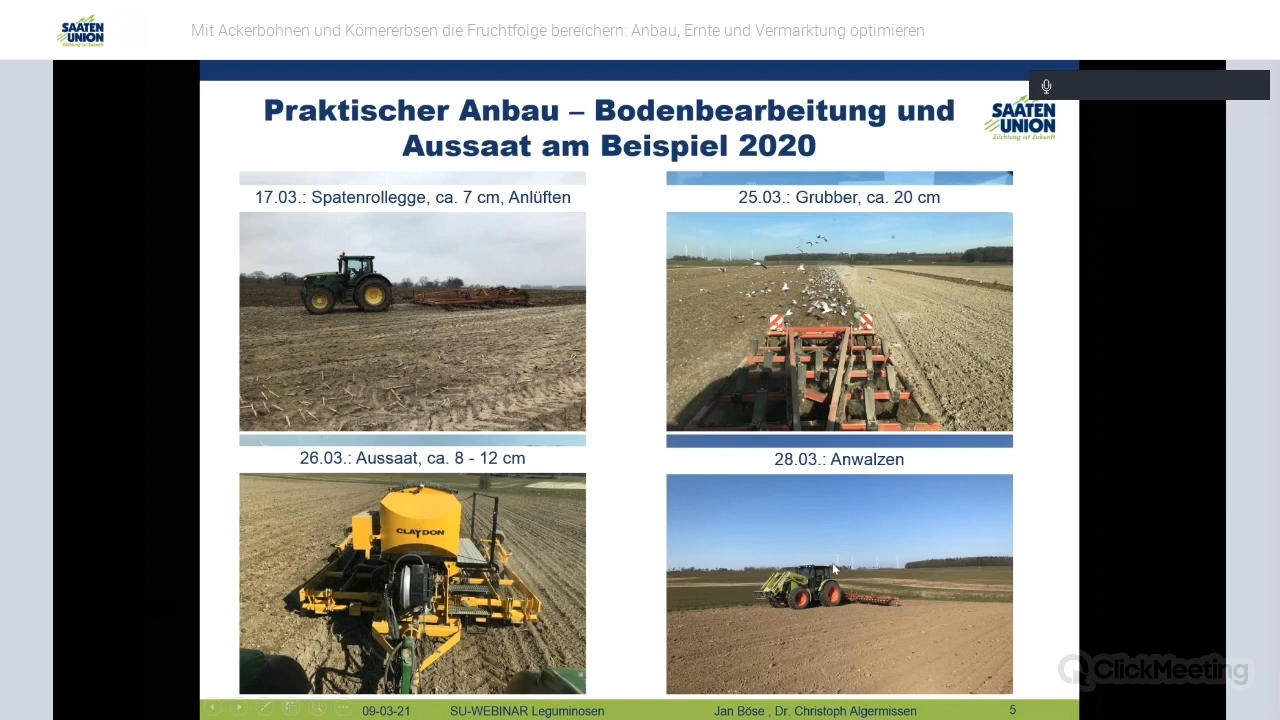 SAATEN
UNION
Züchtung ist Zukunft
Mit Ackerbohnen und Körnererbsen die Fruchtfolge bereichern: Anbau, Ernte und Vermarktung optimieren
Praktischer Anbau – Bodenbearbeitung und
Aussaat am Beispiel 2020
SAATEN
UNION
Züchtung ist Zukunft
17.03.: Spatenrollegge, ca. 7 cm, Anlüften
25.03.: Grubber, ca. 20 cm
26.03.: Aussaat, ca. 8 - 12 cm
28.03.: Anwalzen
CLAYDON
ClickMeeting
09-03-21 SU-WEBINAR Leguminosen Jan Böse , Dr. Christoph Algermissen 5